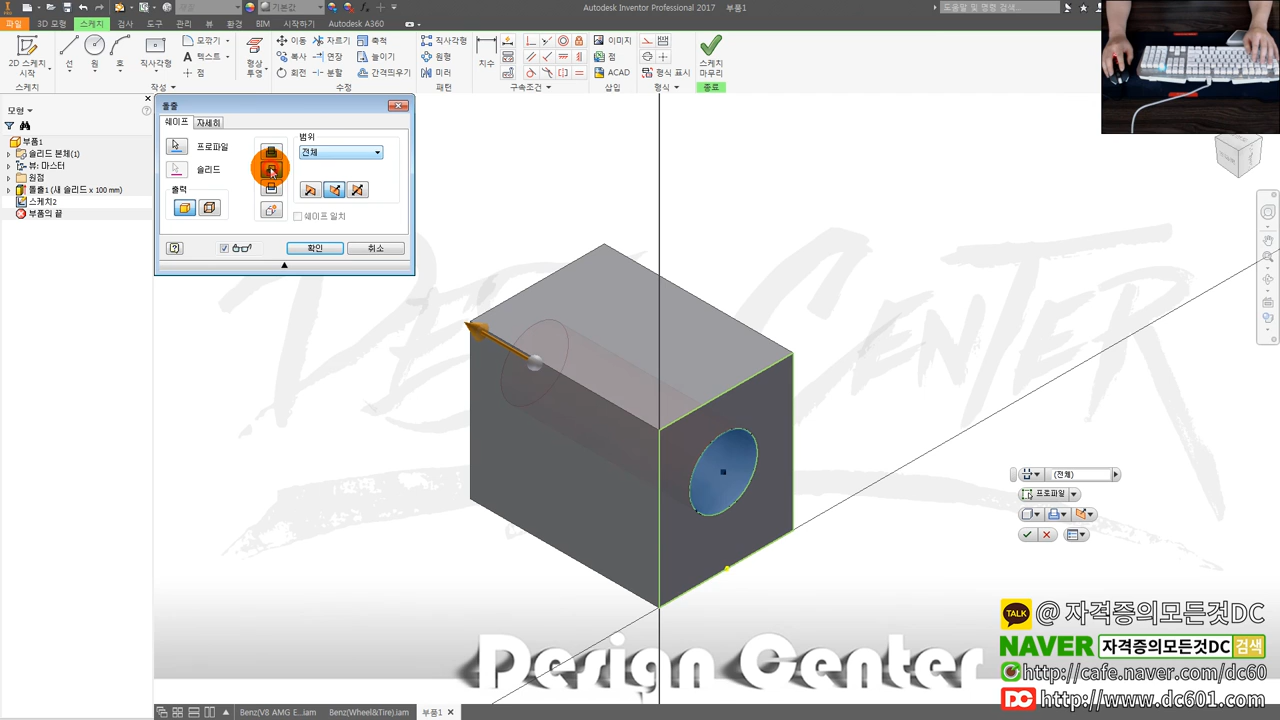 Autodesk Inventor Professional 2017 부품1
도움말 및 명령 검색...
파일 3D 모형 스케치 검사 도구 관리 뷰 환경 BIM 시작하기 Autodesk A360
2D 스케치 시작
선 원 호 직사각형
모깎기
텍스트
점
형상 투영
이동 자르기 축척
복사 연장 간격띄우기
회전 분할
직사각형
원형
미러
치수
이미지
점
ACAD
형식 표시
스케치 마무리
스케치 작성 수정 패턴 구속조건 삽입 형식 종료
모형
부품1
솔리드 본체(1)
뷰: 마스터
원점
돌출1 (새 솔리드 x 100 mm)
스케치2
부품의 끝
돌출
쉐이프 자세히
프로파일
솔리드
출력
범위
전체
쉐이프 일치
확인 취소
(전체)
프로파일
DESIGN CENTER
Design Center
TALK @ 자격증의모든것DC
NAVER 자격증의모든것DC 검색
http://cafe.naver.com/dc60
DC http://www.dc601.com/
Benz(V8 AMG E...iam Benz(Wheel&Tire).iam 부품1